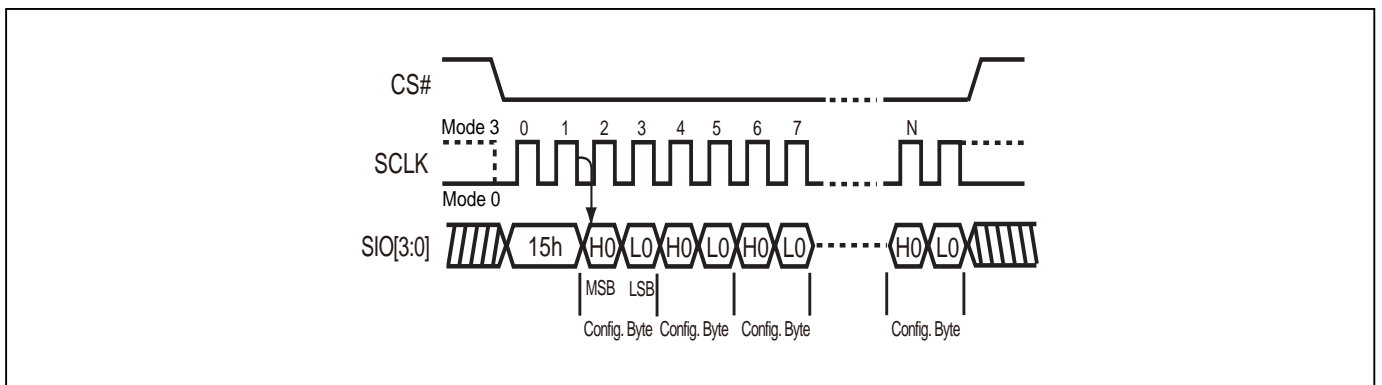 CS#
Mode 3 0 1 2 3 4 5 6 7 N
SCLK
Mode 0
SIO[3:0] 15h H0 L0 H0 L0 H0 L0 H0 L0
MSB LSB
Config. Byte Config. Byte Config. Byte Config. Byte